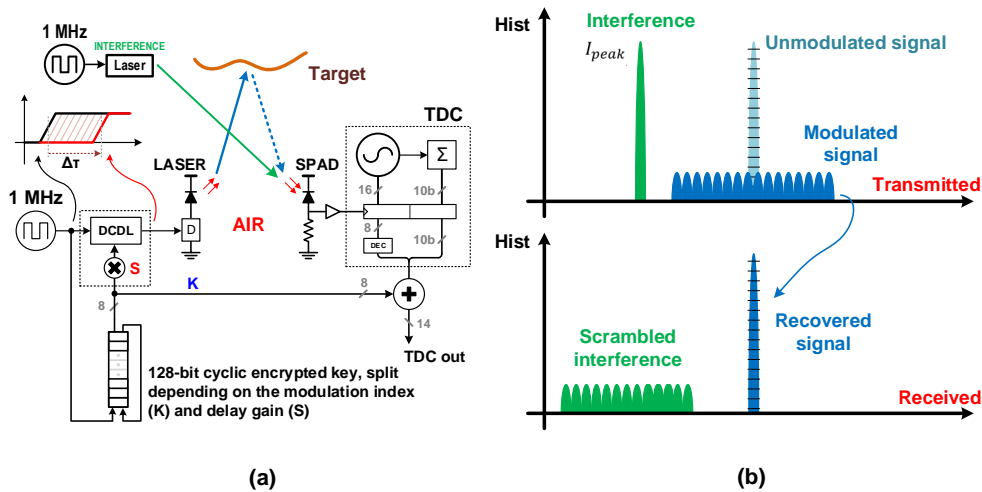 1 MHz
INTERFERENCE
Laser
Target
Δτ
1 MHz
DCDL
S
8
LASER
D
AIR
SPAD
TDC
Σ
16
10b
8
DEC
10b
K
8
14
TDC out
128-bit cyclic encrypted key, split
depending on the modulation index
(K) and delay gain (S)
(a)
Hist
Interference
I_peak
Unmodulated signal
Modulated
signal
Transmitted
Hist
Scrambled
interference
Recovered
signal
Received
(b)